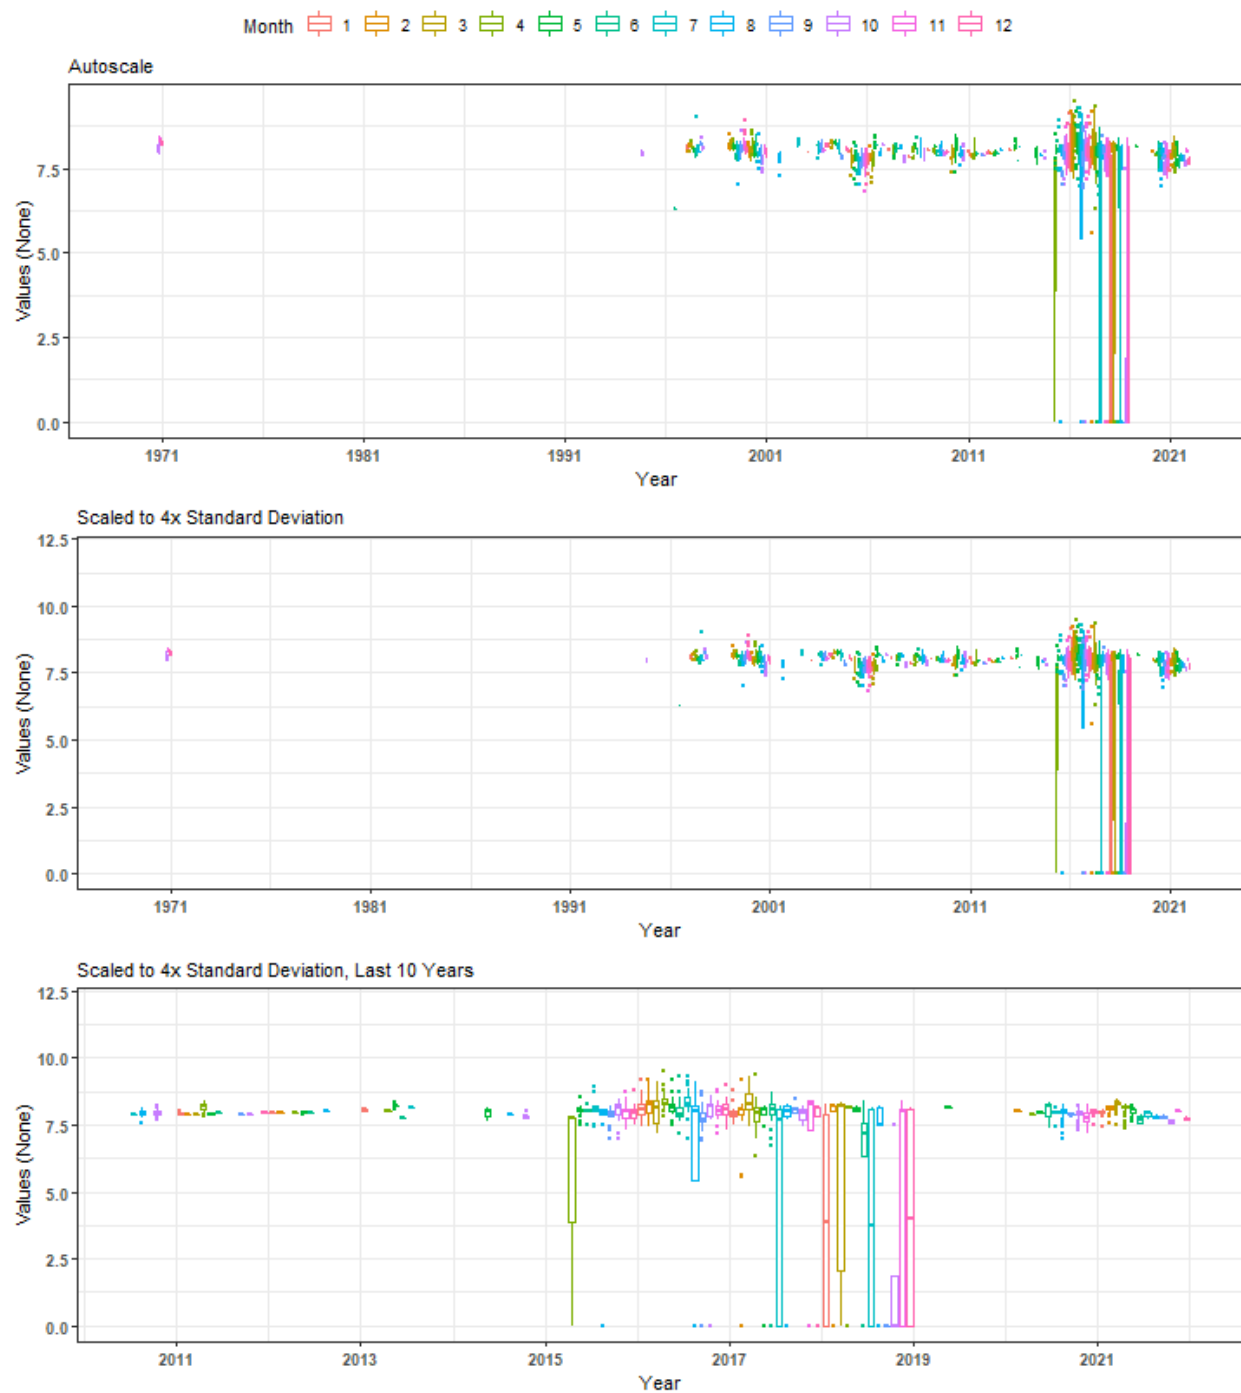 Month 1 2 3 4 5 6 7 8 9 10 11 12
Autoscale
7.5
5.0
2.5
0.0
Values (None)
1971 1981 1991 2001 2011 2021
Year
Scaled to 4x Standard Deviation
12.5
10.0
7.5
5.0
2.5
0.0
Values (None)
1971 1981 1991 2001 2011 2021
Year
Scaled to 4x Standard Deviation, Last 10 Years
12.5
10.0
7.5
5.0
2.5
0.0
Values (None)
2011 2013 2015 2017 2019 2021
Year